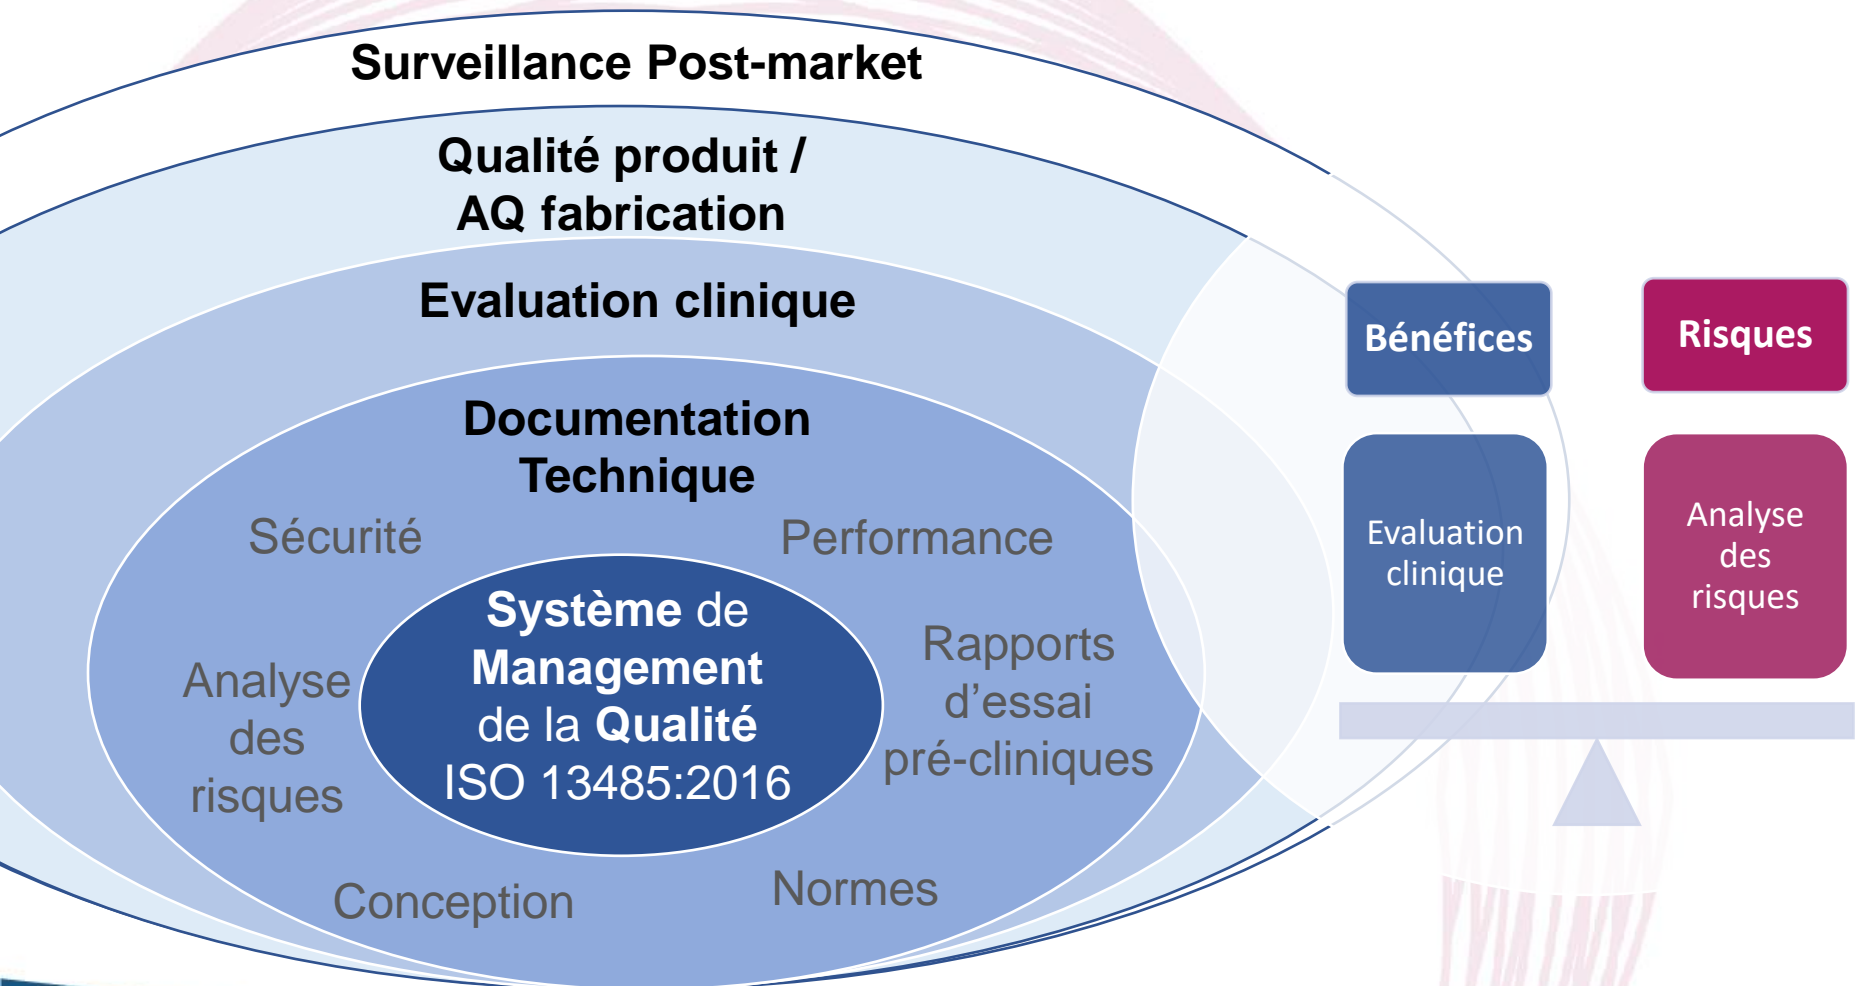 Surveillance Post-market
Qualité produit /
AQ fabrication
Evaluation clinique
Documentation
Technique
Sécurité
Performance
Système de
Management
de la Qualité
ISO 13485:2016
Analyse
des
risques
Rapports
d’essai
pré-cliniques
Conception
Normes
Bénéfices
Risques
Evaluation
clinique
Analyse
des
risques